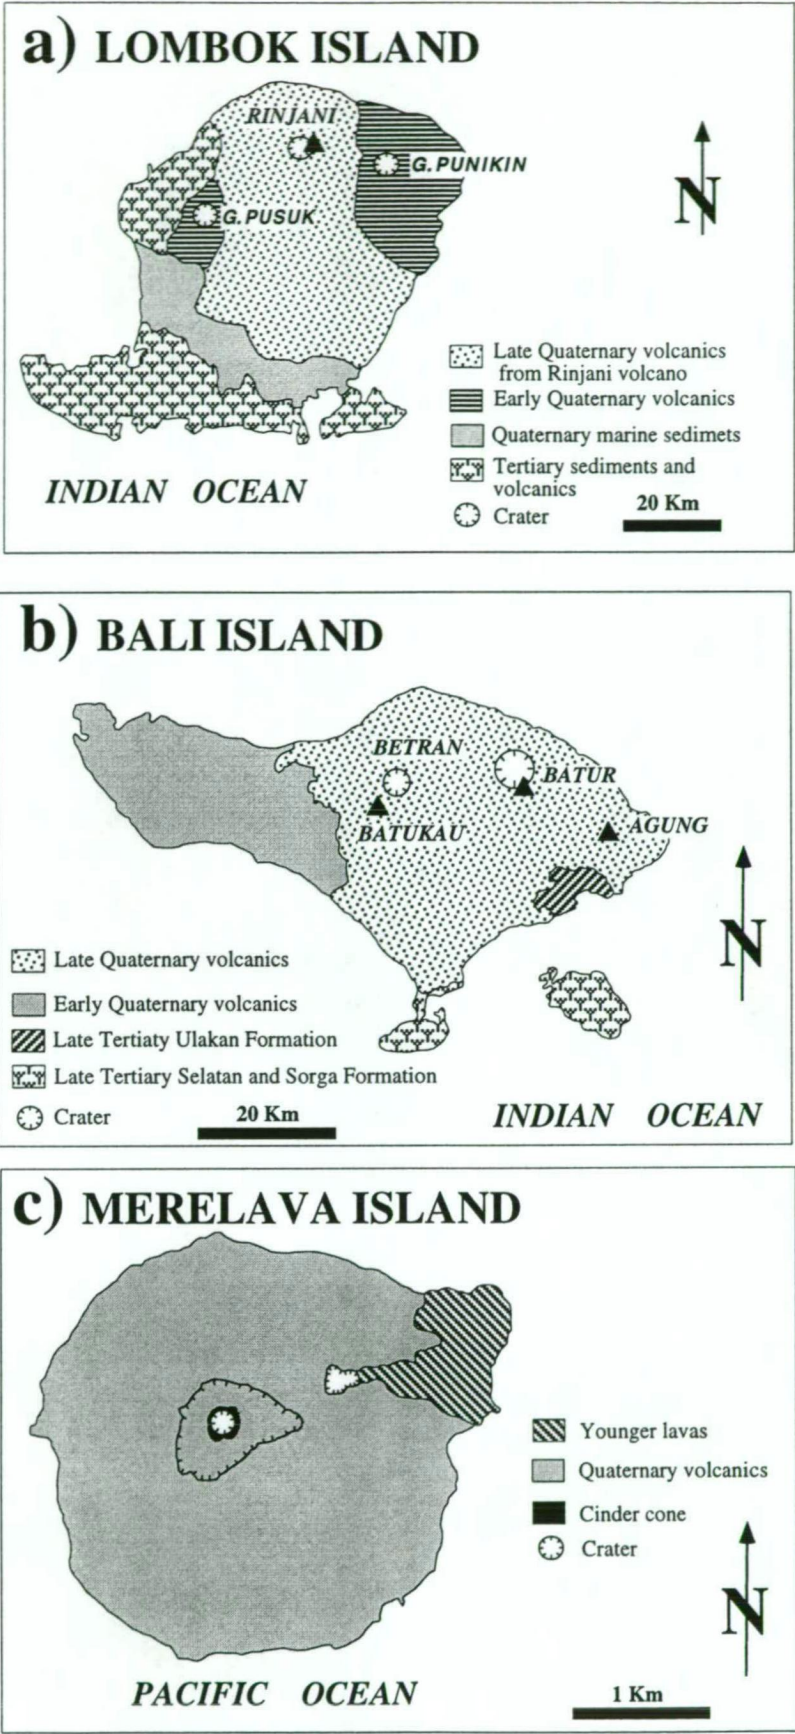 a) LOMBOK ISLAND
RINJANI
G. PUNIKIN
G. PUSUK
N
Late Quaternary volcanics
from Rinjani volcano
Early Quaternary volcanics
Quaternary marine sedimets
Tertiary sediments and
volcanics
Crater
INDIAN OCEAN
20 Km
b) BALI ISLAND
BETRAN
BATUR
BATUKAU
AGUNG
N
Late Quaternary volcanics
Early Quaternary volcanics
Late Tertiaty Ulakan Formation
Late Tertiary Selatan and Sorga Formation
Crater
20 Km
INDIAN OCEAN
c) MERELAVA ISLAND
Younger lavas
Quaternary volcanics
Cinder cone
Crater
N
PACIFIC OCEAN
1 Km